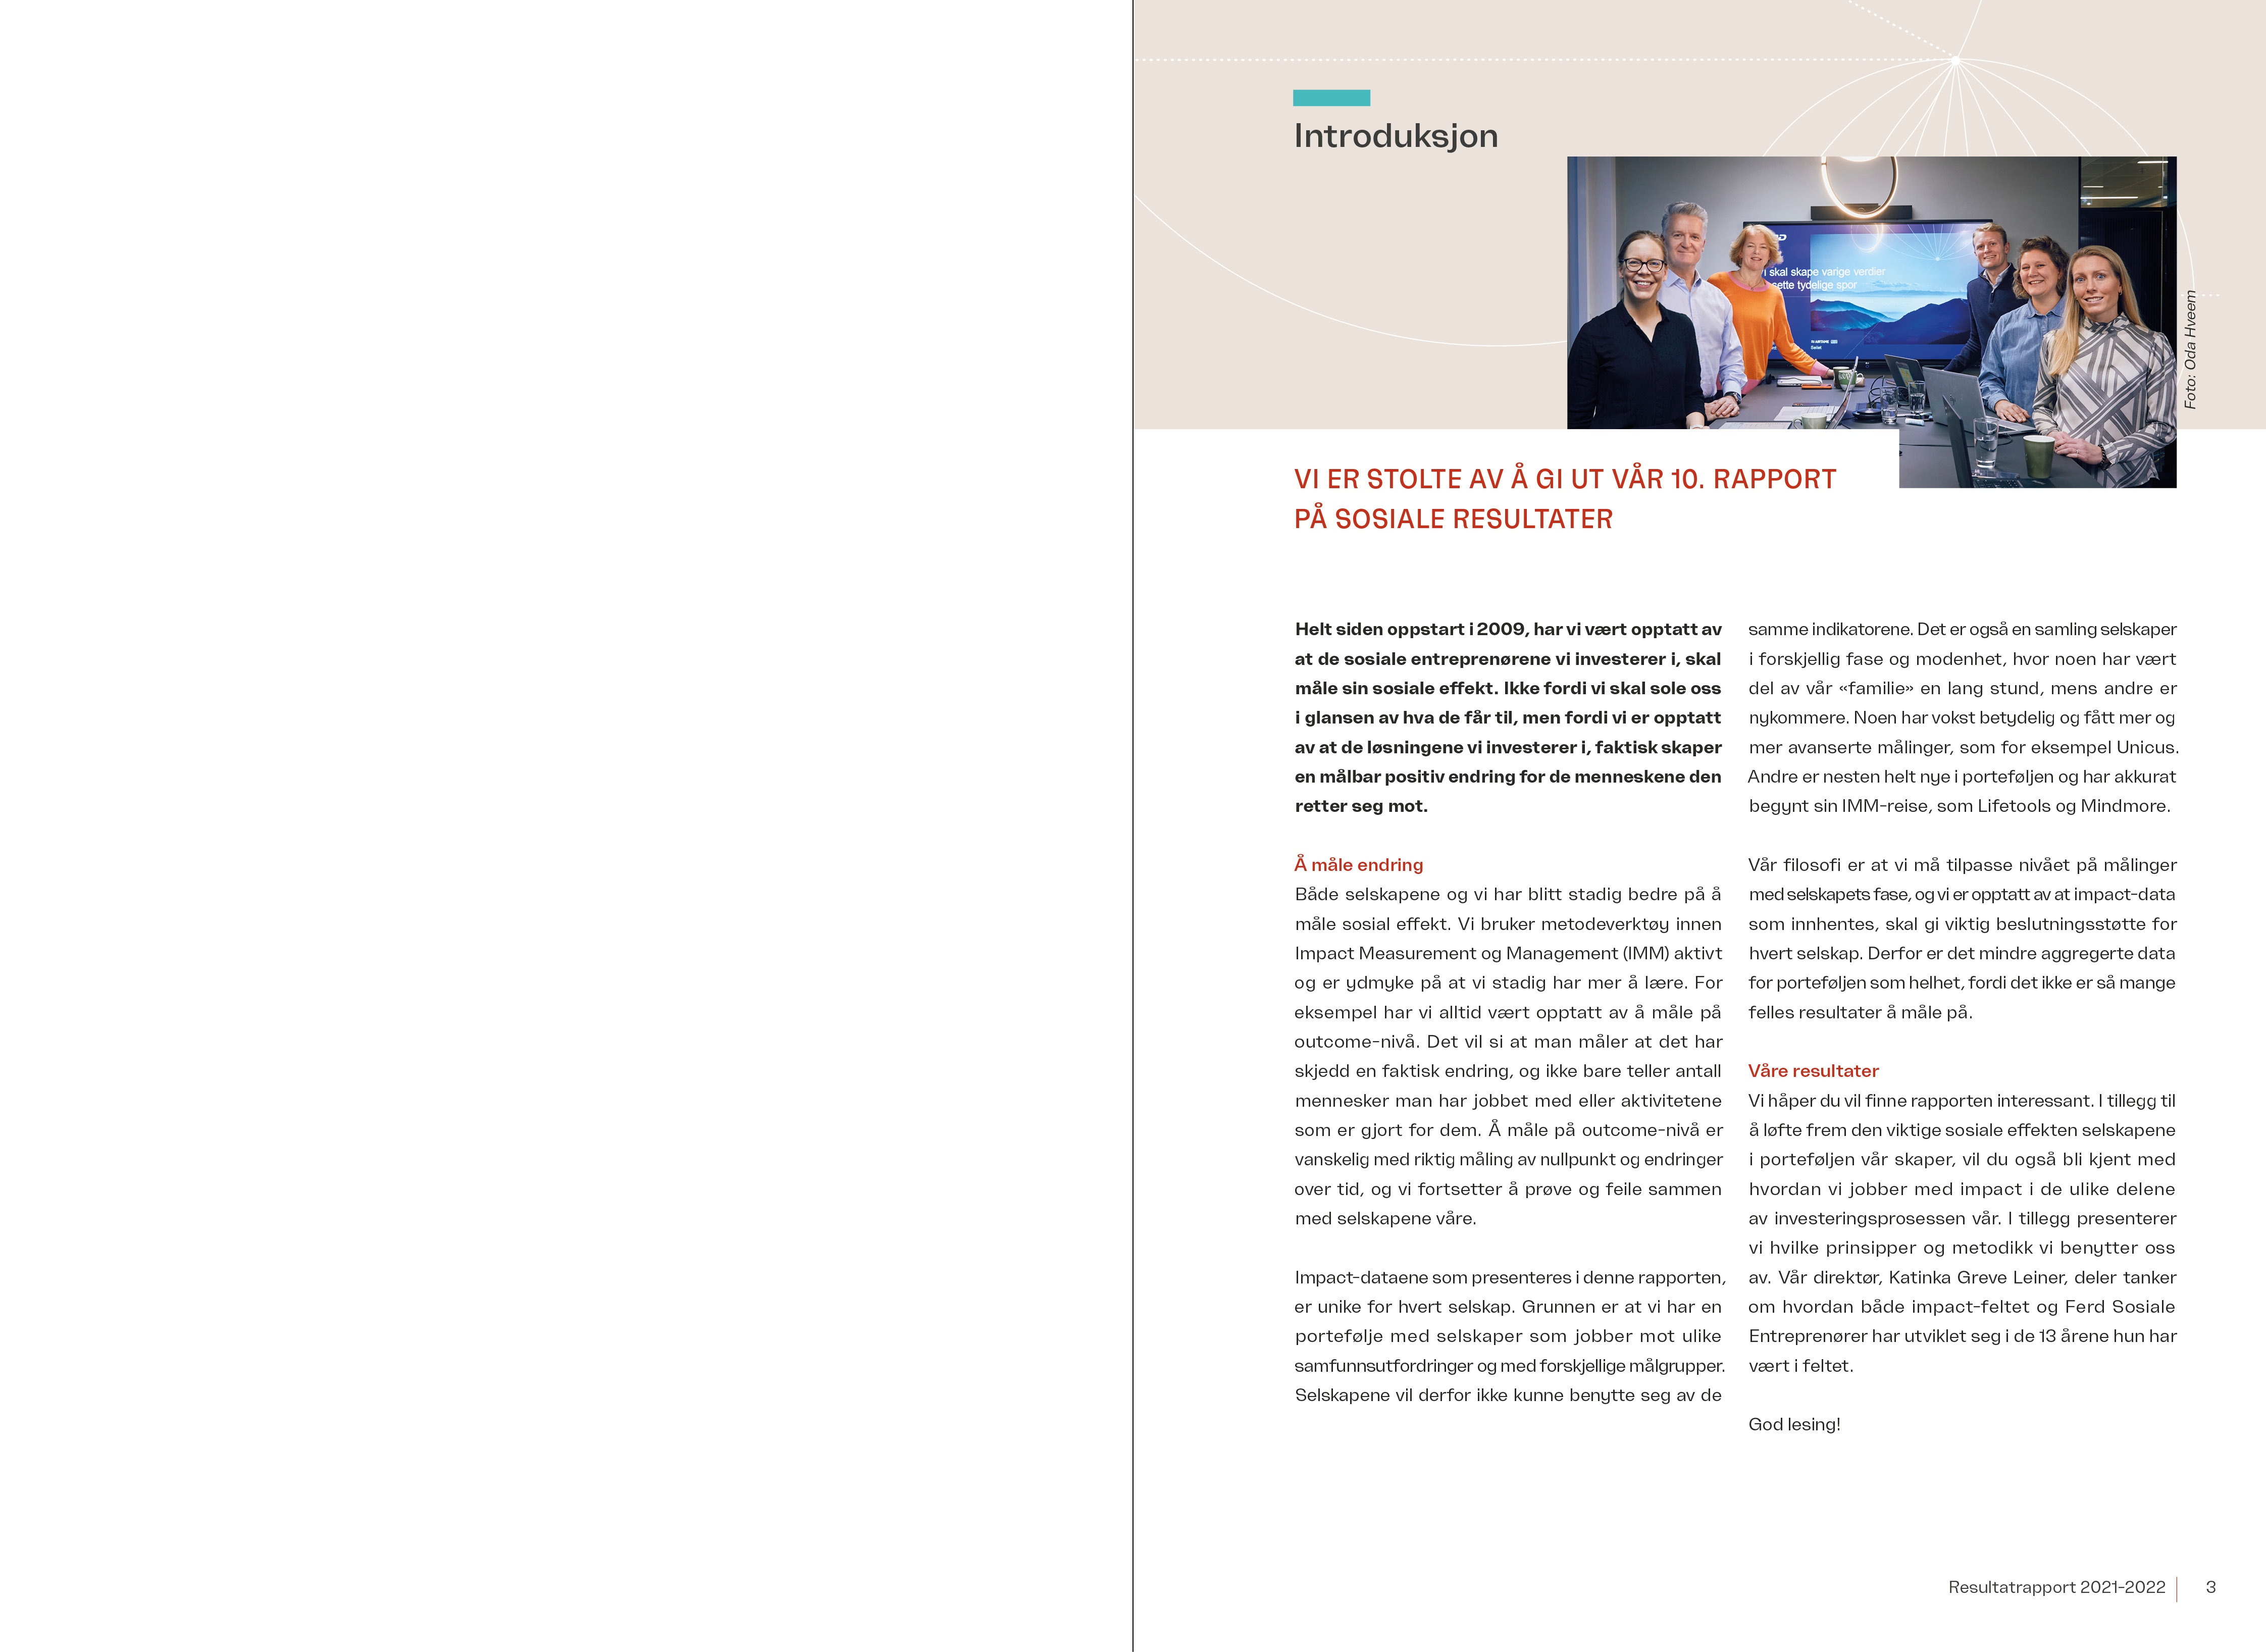 Introduksjon
i skal skape varige verdier
sette tydelige spor
Foto: Oda Hveem
VI ER STOLTE AV Å GI UT VÅR 10. RAPPORT
PÅ SOSIALE RESULTATER
Helt siden oppstart i 2009, har vi vært opptatt av
at de sosiale entreprenørene vi investerer i, skal
måle sin sosiale effekt. Ikke fordi vi skal sole oss
i glansen av hva de får til, men fordi vi er opptatt
av at de løsningene vi investerer i, faktisk skaper
en målbar positiv endring for de menneskene den
retter seg mot.
Å måle endring
Både selskapene og vi har blitt stadig bedre på å
måle sosial effekt. Vi bruker metodeverktøy innen
Impact Measurement og Management (IMM) aktivt
og er ydmyke på at vi stadig har mer å lære. For
eksempel har vi alltid vært opptatt av å måle på
outcome-nivå. Det vil si at man måler at det har
skjedd en faktisk endring, og ikke bare teller antall
mennesker man har jobbet med eller aktivitetene
som er gjort for dem. Å måle på outcome-nivå er
vanskelig med riktig måling av nullpunkt og endringer
over tid, og vi fortsetter å prøve og feile sammen
med selskapene våre.
Impact-dataene som presenteres i denne rapporten,
er unike for hvert selskap. Grunnen er at vi har en
portefølje med selskaper som jobber mot ulike
samfunnsutfordringer og med forskjellige målgrupper.
Selskapene vil derfor ikke kunne benytte seg av de
samme indikatorene. Det er også en samling selskaper
i forskjellig fase og modenhet, hvor noen har vært
del av vår «familie» en lang stund, mens andre er
nykommere. Noen har vokst betydelig og fått mer og
mer avanserte målinger, som for eksempel Unicus.
Andre er nesten helt nye i porteføljen og har akkurat
begynt sin IMM-reise, som Lifetools og Mindmore.
Vår filosofi er at vi må tilpasse nivået på målinger
med selskapets fase, og vi er opptatt av at impact-data
som innhentes, skal gi viktig beslutningsstøtte for
hvert selskap. Derfor er det mindre aggregerte data
for porteføljen som helhet, fordi det ikke er så mange
felles resultater å måle på.
Våre resultater
Vi håper du vil finne rapporten interessant. I tillegg til
å løfte frem den viktige sosiale effekten selskapene
i porteføljen vår skaper, vil du også bli kjent med
hvordan vi jobber med impact i de ulike delene
av investeringsprosessen vår. I tillegg presenterer
vi hvilke prinsipper og metodikk vi benytter oss
av. Vår direktør, Katinka Greve Leiner, deler tanker
om hvordan både impact-feltet og Ferd Sosiale
Entreprenører har utviklet seg i de 13 årene hun har
vært i feltet.
God lesing!
Resultatrapport 2021-2022
3